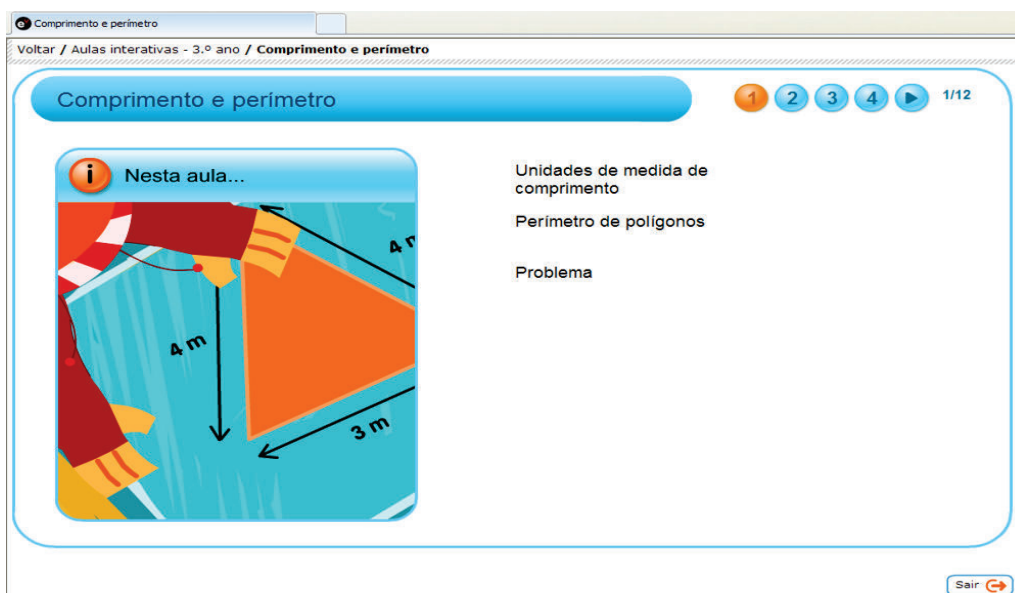 Comprimento e perímetro
Voltar / Aulas interativas - 3.º ano / Comprimento e perímetro
Comprimento e perímetro
1 2 3 4 1/12
i Nesta aula...
Unidades de medida de
comprimento
Perímetro de polígonos
Problema
4 m
4 m
3 m
Sair